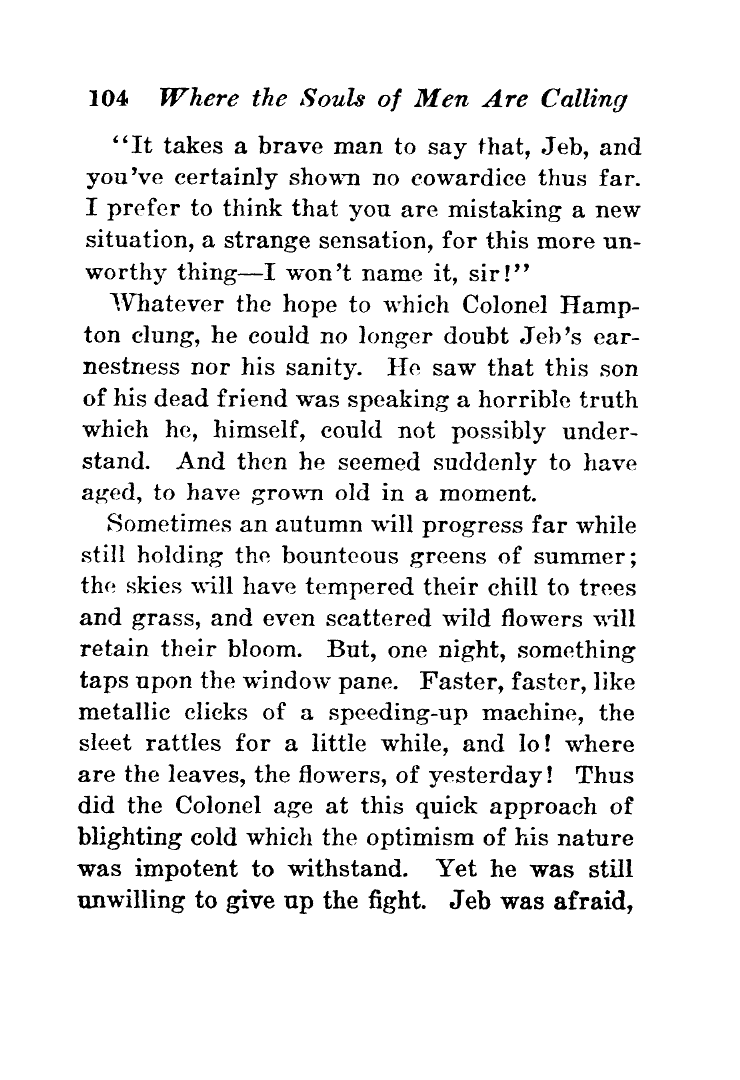 104 Where the Souls of Men Are Calling
“It takes a brave man to say that, Jeb, and
you’ve certainly shown no cowardice thus far.
I prefer to think that you are mistaking a new
situation, a strange sensation, for this more un-
worthy thing—I won’t name it, sir!”
Whatever the hope to which Colonel Hamp-
ton clung, he could no longer doubt Jeb’s ear-
nestness nor his sanity. He saw that this son
of his dead friend was speaking a horrible truth
which he, himself, could not possibly under-
stand. And then he seemed suddenly to have
aged, to have grown old in a moment.
Sometimes an autumn will progress far while
still holding the bounteous greens of summer;
the skies will have tempered their chill to trees
and grass, and even scattered wild flowers will
retain their bloom. But, one night, something
taps upon the window pane. Faster, faster, like
metallic clicks of a speeding-up machine, the
sleet rattles for a little while, and lo! where
are the leaves, the flowers, of yesterday! Thus
did the Colonel age at this quick approach of
blighting cold which the optimism of his nature
was impotent to withstand. Yet he was still
unwilling to give up the fight. Jeb was afraid,